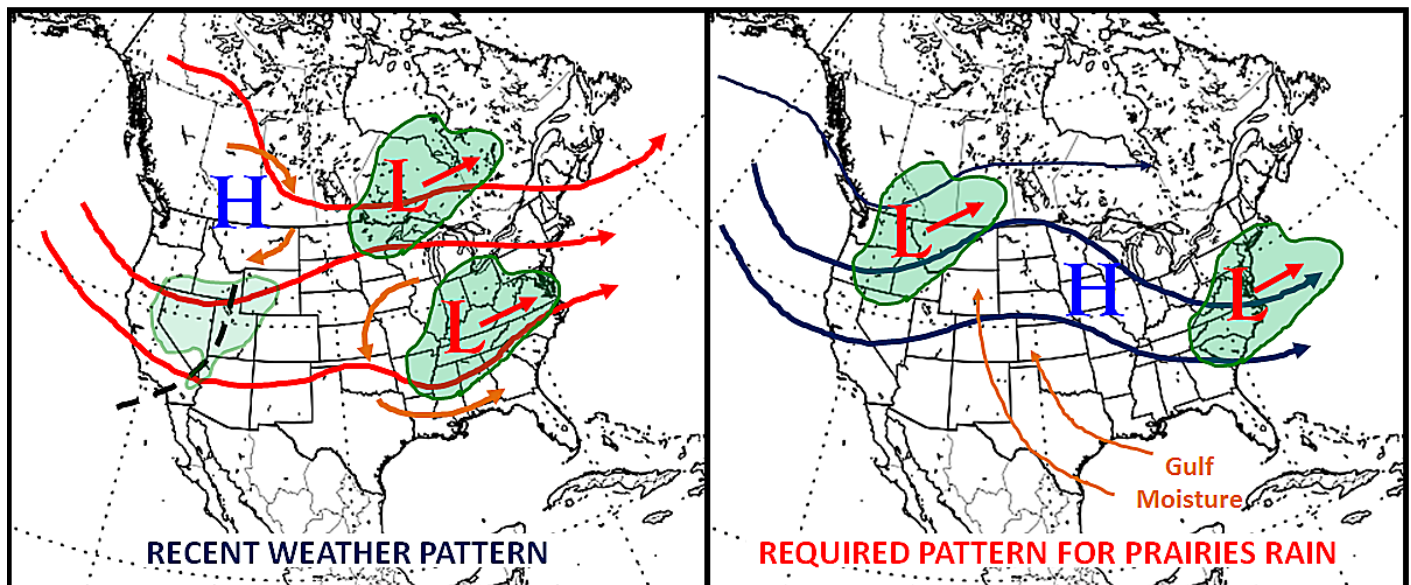 H
L
L
RECENT WEATHER PATTERN
L
H
L
Gulf
Moisture
REQUIRED PATTERN FOR PRAIRIES RAIN